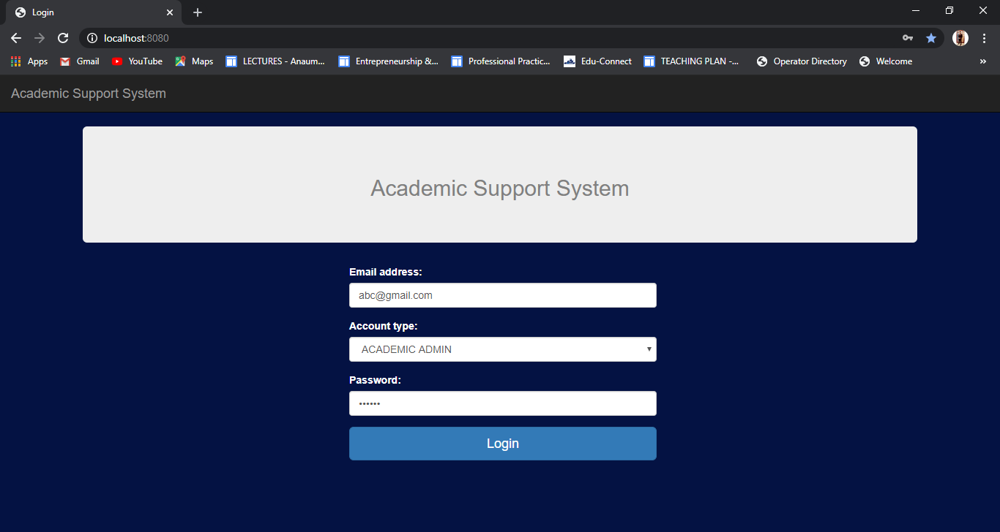 Login
localhost:8080
Apps Gmail YouTube Maps LECTURES - Anaum... Entrepreneurship &... Professional Practic... Edu-Connect TEACHING PLAN -... Operator Directory Welcome »
Academic Support System
Academic Support System
Email address:
abc@gmail.com
Account type:
ACADEMIC ADMIN
Password:
••••••
Login